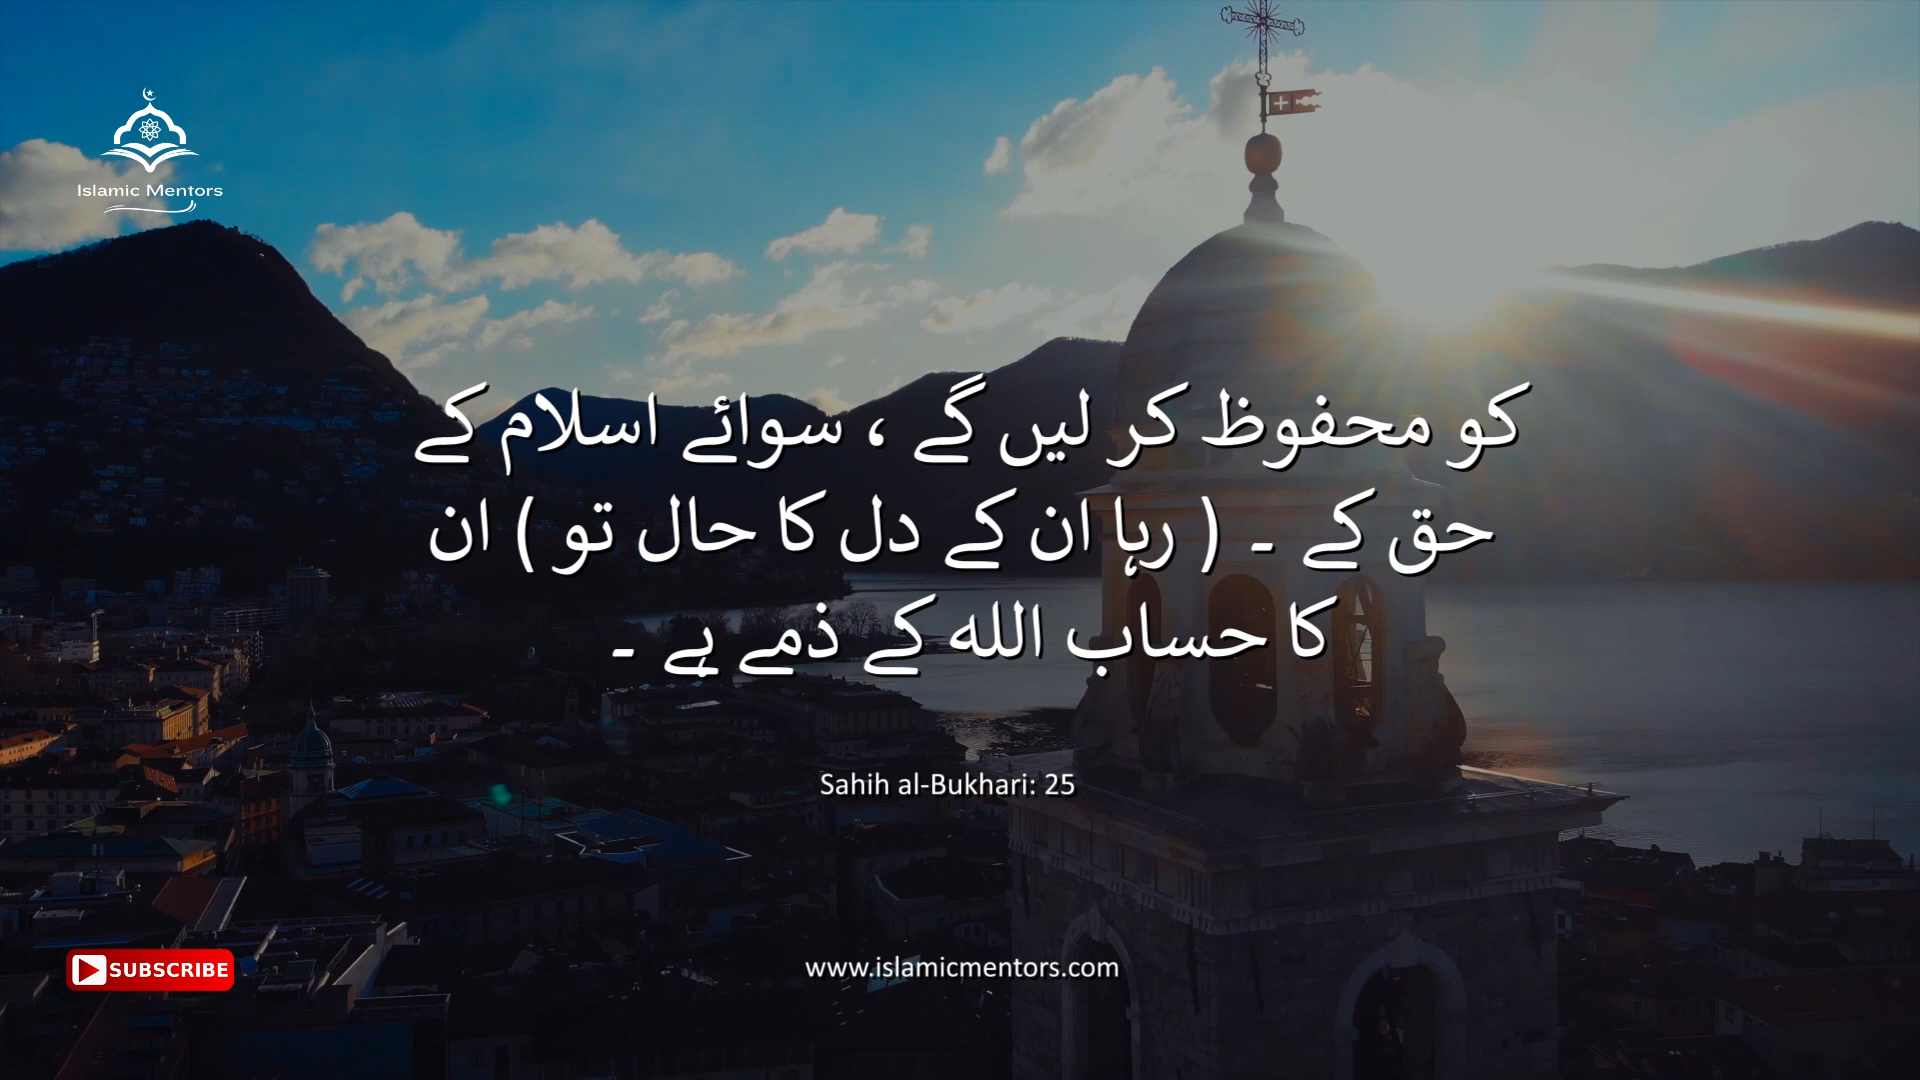 Islamic Mentors
کو محفوظ کر لیں گے ، سوائے اسلام کے
حق کے ۔ ( رہا ان کے دل کا حال تو ) ان
کا حساب اللہ کے ذمے ہے ۔
Sahih al-Bukhari: 25
SUBSCRIBE
www.islamicmentors.com